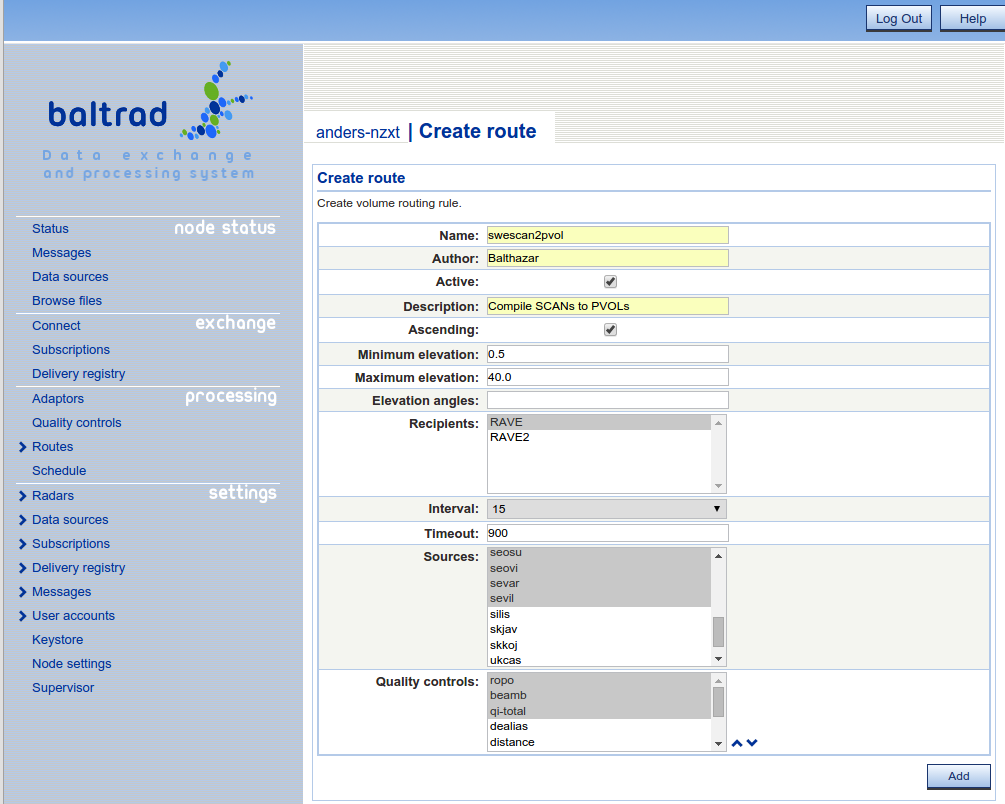 Log Out
Help
baltrad
Data exchange
and processing system
anders-nzxt | Create route
node status
Status
Messages
Data sources
Browse files
exchange
Connect
Subscriptions
Delivery registry
processing
Adaptors
Quality controls
Routes
Schedule
settings
Radars
Data sources
Subscriptions
Delivery registry
Messages
User accounts
Keystore
Node settings
Supervisor
Create route
Create volume routing rule.
Name: swescan2pvol
Author: Balthazar
Active:
Description: Compile SCANs to PVOLs
Ascending:
Minimum elevation: 0.5
Maximum elevation: 40.0
Elevation angles:
Recipients: RAVE
RAVE2
Interval: 15
Timeout: 900
Sources: seosu
seovi
sevar
sevil
silis
skjav
skkoj
ukcas
Quality controls: ropo
beamb
qi-total
dealias
distance
Add